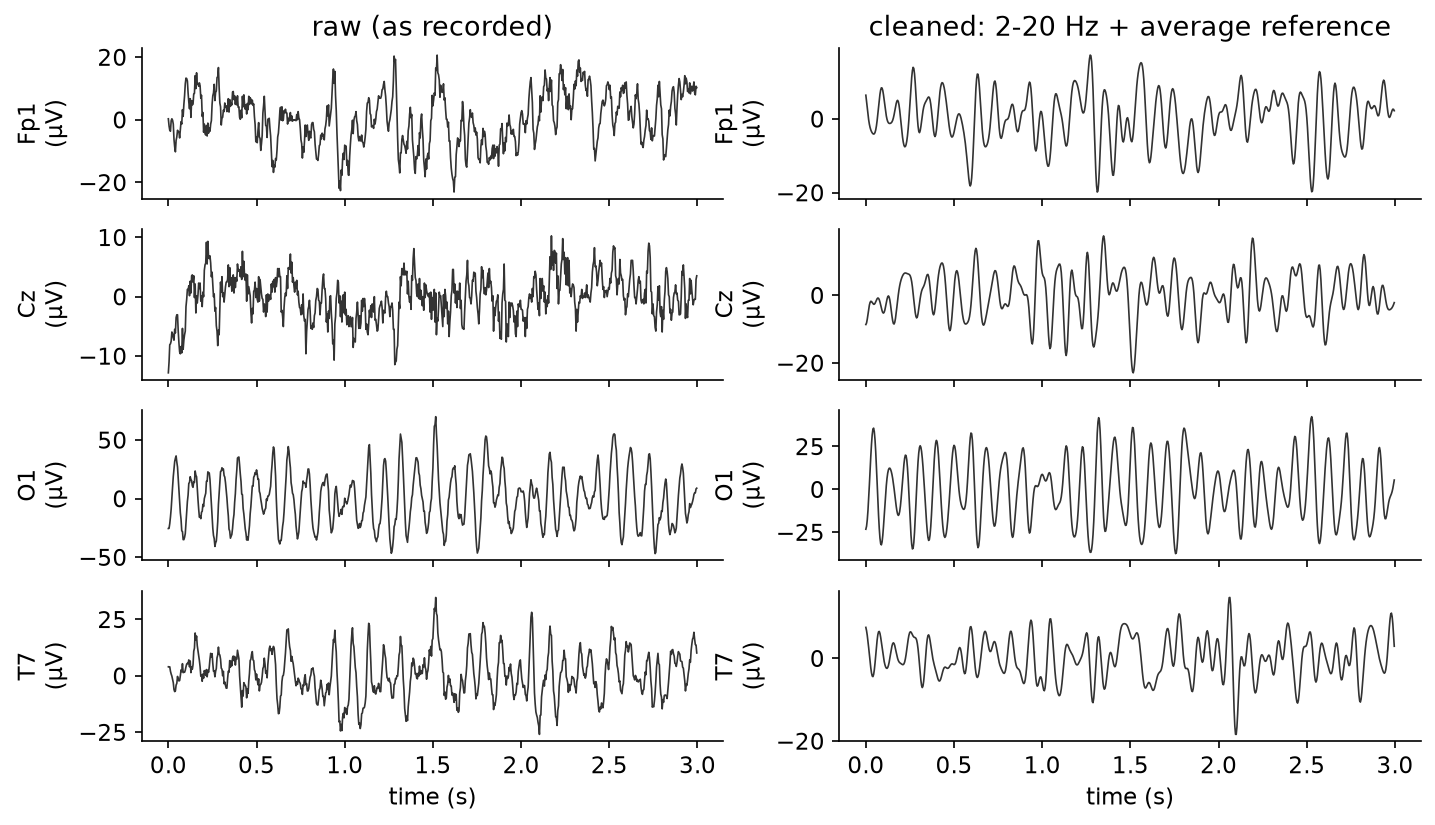 raw (as recorded)
cleaned: 2-20 Hz + average reference
Fp1
(µV)
20
0
−20
Fp1
(µV)
0
−20
Cz
(µV)
10
0
−10
Cz
(µV)
0
−20
O1
(µV)
50
0
−50
O1
(µV)
25
0
−25
T7
(µV)
25
0
−25
T7
(µV)
0
−20
0.0 0.5 1.0 1.5 2.0 2.5 3.0
time (s)
0.0 0.5 1.0 1.5 2.0 2.5 3.0
time (s)